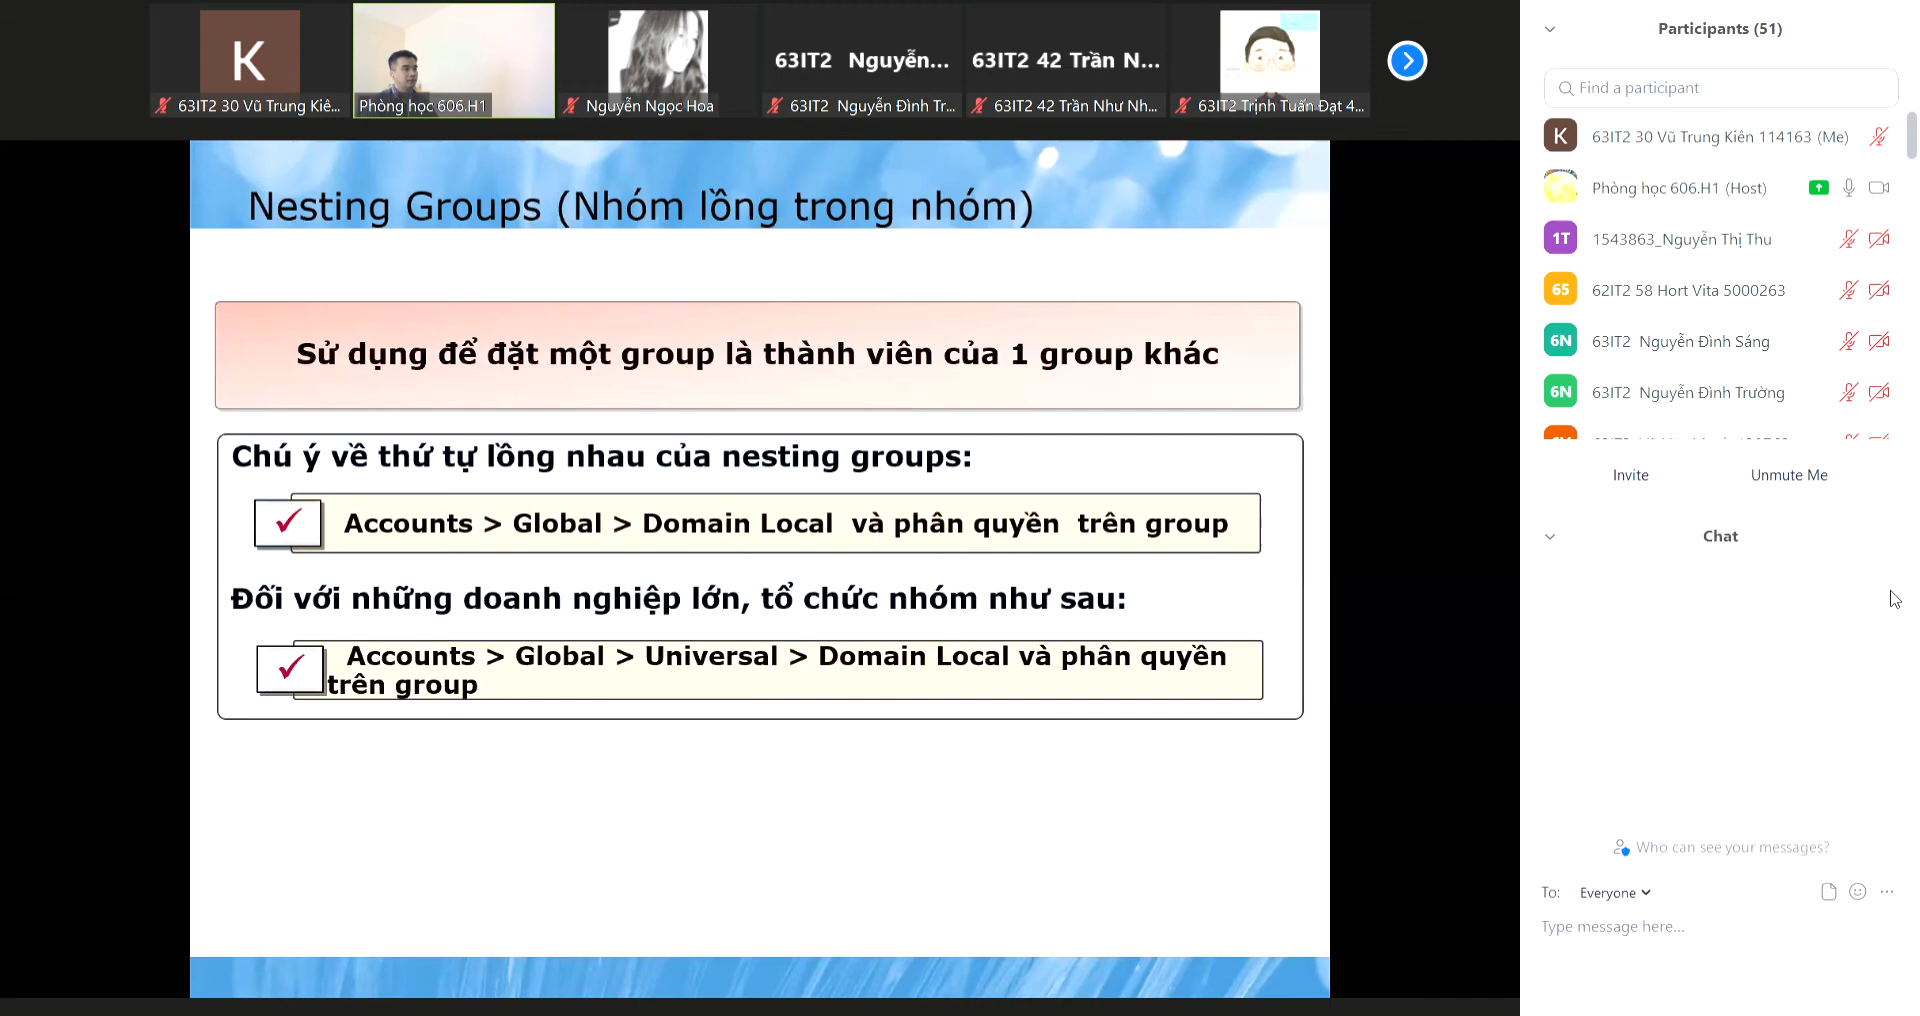 K
63IT2 30 Vũ Trung Kiê...
Phòng học 606.H1
Nguyễn Ngọc Hoa
63IT2 Nguyễn...
63IT2 Nguyễn Đình Tr...
63IT2 42 Trần N...
63IT2 42 Trần Như Nh...
63IT2 Trịnh Tuấn Đạt 4...
Nesting Groups (Nhóm lồng trong nhóm)
Sử dụng để đặt một group là thành viên của 1 group khác
Chú ý về thứ tự lồng nhau của nesting groups:
Accounts > Global > Domain Local và phân quyền trên group
Đối với những doanh nghiệp lớn, tổ chức nhóm như sau:
Accounts > Global > Universal > Domain Local và phân quyền
trên group
Participants (51)
Find a participant
K 63IT2 30 Vũ Trung Kiên 114163 (Me)
Phòng học 606.H1 (Host)
1T 1543863_Nguyễn Thị Thu
65 62IT2 58 Hort Vita 5000263
6N 63IT2 Nguyễn Đình Sáng
6N 63IT2 Nguyễn Đình Trường
Invite
Unmute Me
Chat
Who can see your messages?
To: Everyone
Type message here...